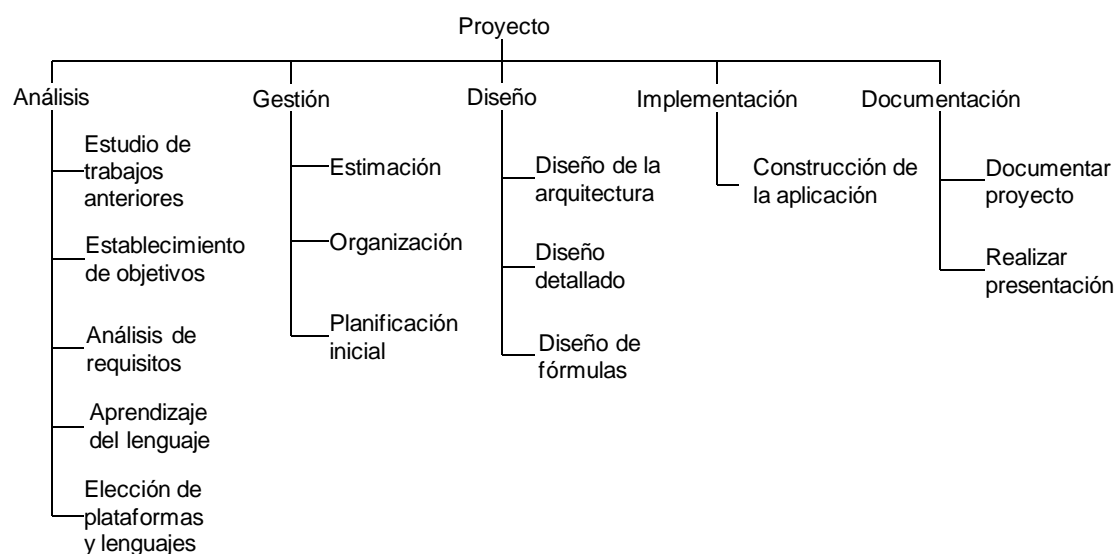 Proyecto
Análisis
Gestión
Diseño
Implementación
Documentación
Estudio de
trabajos
anteriores
Establecimiento
de objetivos
Análisis de
requisitos
Aprendizaje
del lenguaje
Elección de
plataformas
y lenguajes
Estimación
Organización
Planificación
inicial
Diseño de la
arquitectura
Diseño
detallado
Diseño de
fórmulas
Construcción de
la aplicación
Documentar
proyecto
Realizar
presentación